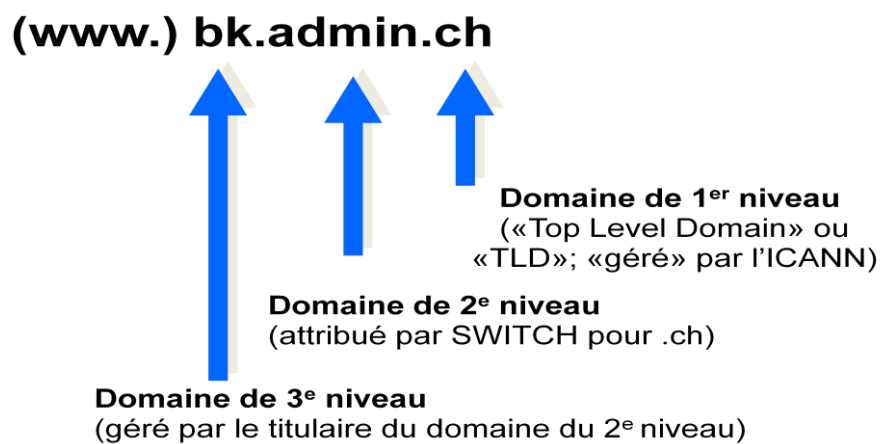 (www.) bk.admin.ch
Domaine de 1er niveau
(«Top Level Domain» ou
«TLD»; «géré» par l'ICANN)
Domaine de 2e niveau
(attribué par SWITCH pour .ch)
Domaine de 3e niveau
(géré par le titulaire du domaine du 2e niveau)